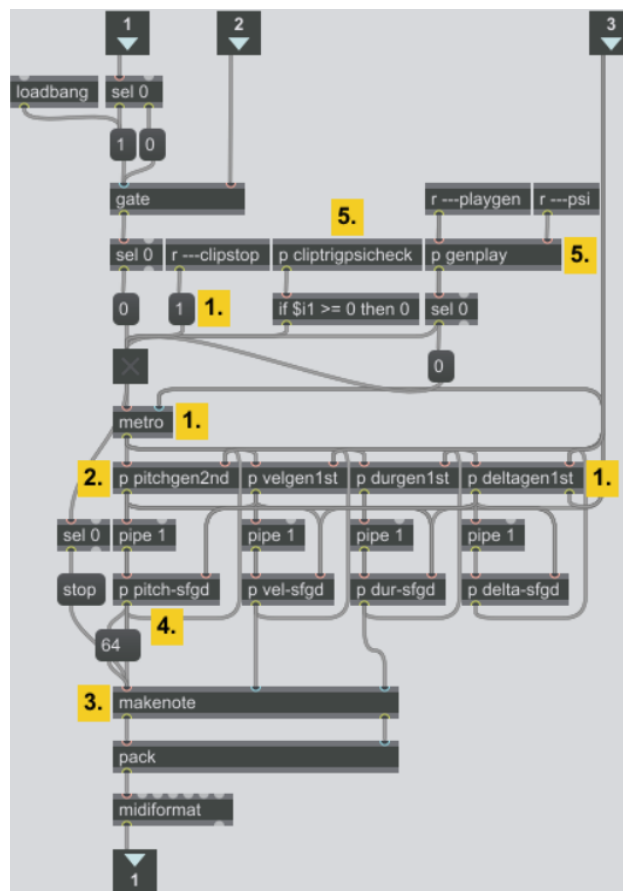 1 2 3
loadbang sel 0
1 0
gate
r ---playgen r ---psi
5.
sel 0 r ---clipstop p cliptrigpsicheck p genplay 5.
0 1 1. if $i1 >= 0 then 0 sel 0
0
metro 1.
2. p pitchgen2nd p velgen1st p durgen1st p deltagen1st 1.
sel 0 pipe 1 pipe 1 pipe 1 pipe 1
stop p pitch-sfgd p vel-sfgd p dur-sfgd p delta-sfgd
4.
64
3. makenote
pack
midiformat
1